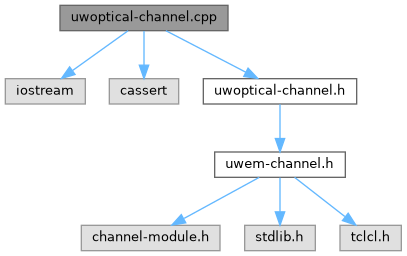 uwoptical-channel.cpp
iostream
cassert
uwoptical-channel.h
uwem-channel.h
channel-module.h
stdlib.h
tclcl.h